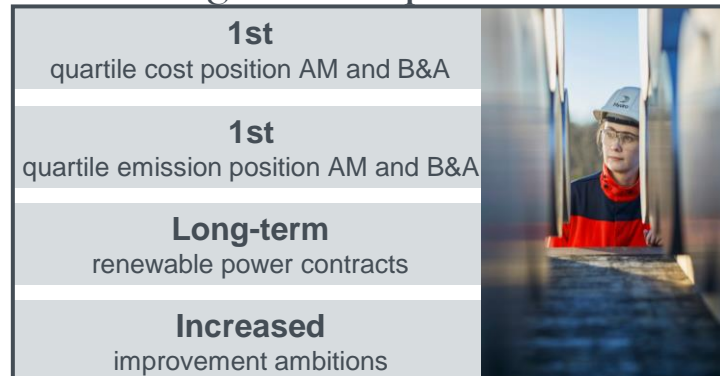 1st
quartile cost position AM and B&A
1st
quartile emission position AM and B&A
Long-term
renewable power contracts
Increased
improvement ambitions
Hydro